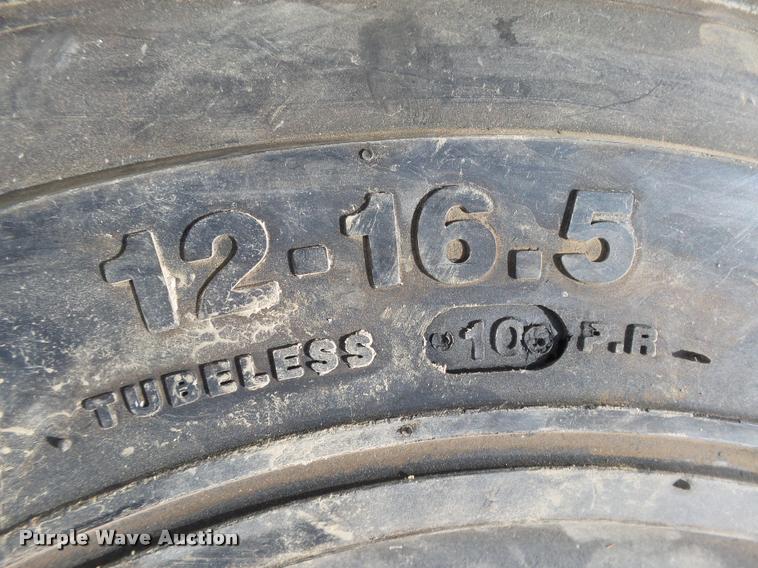 12-16.5
TUBELESS 10 P.R
Purple Wave Auction